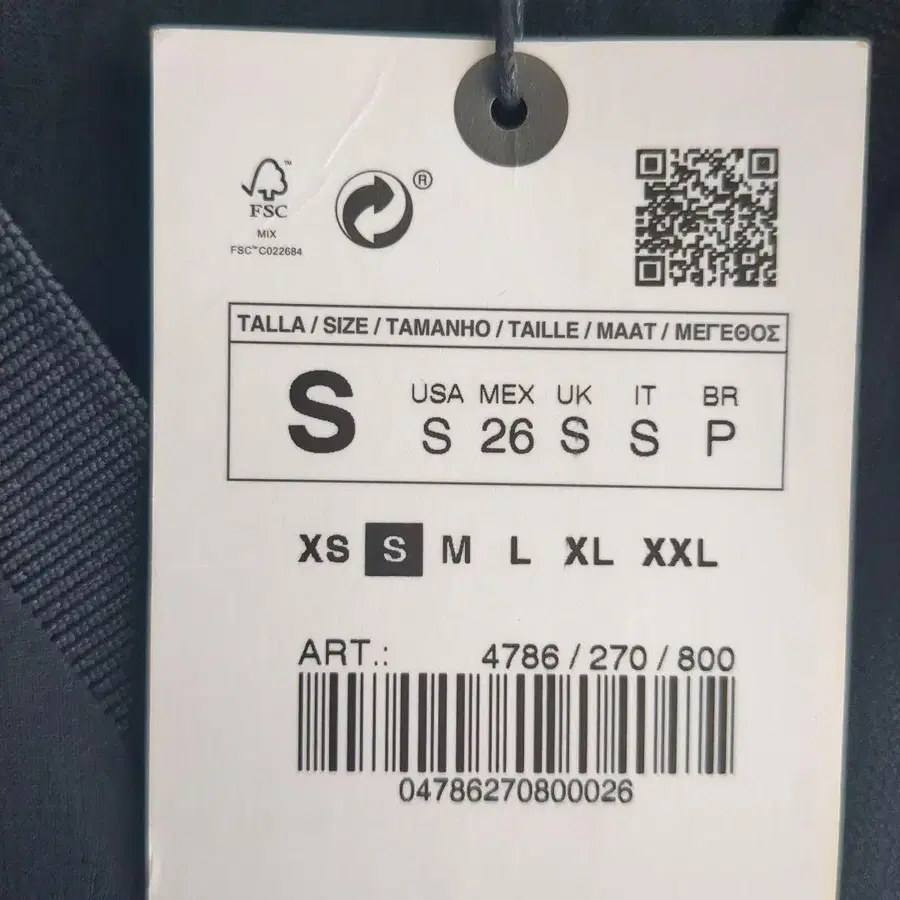 FSC™
MIX
FSC™ C022684
®
TALLA / SIZE / TAMANHO / TAILLE / MAAT / ΜΕΓΕΘΟΣ
S
USA MEX UK IT BR
S 26 S S P
XS S M L XL XXL
ART.: 4786 / 270 / 800
04786270800026